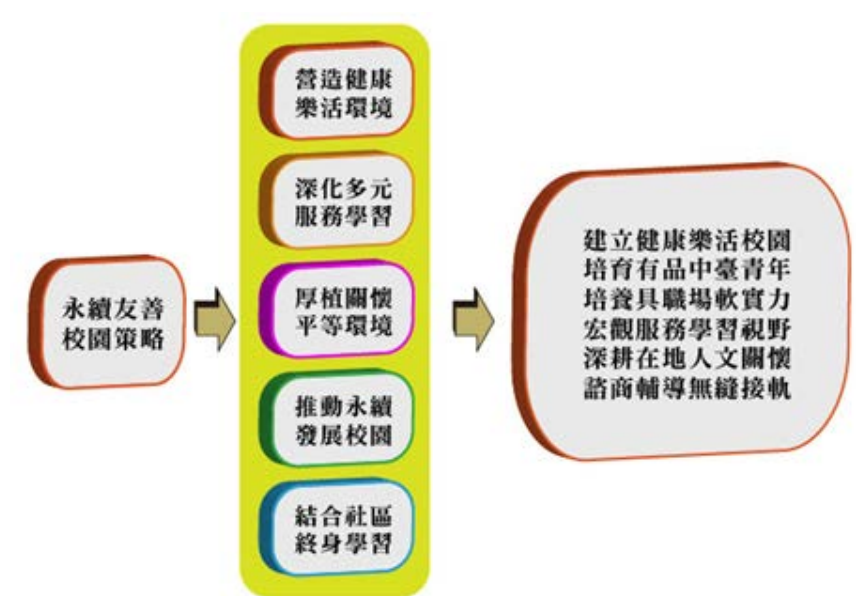 永續友善
校園策略
營造健康
樂活環境
深化多元
服務學習
厚植關懷
平等環境
推動永續
發展校園
結合社區
終身學習
建立健康樂活校園
培育有品中臺青年
培養具職場軟實力
宏觀服務學習視野
深耕在地人文關懷
諮商輔導無縫接軌